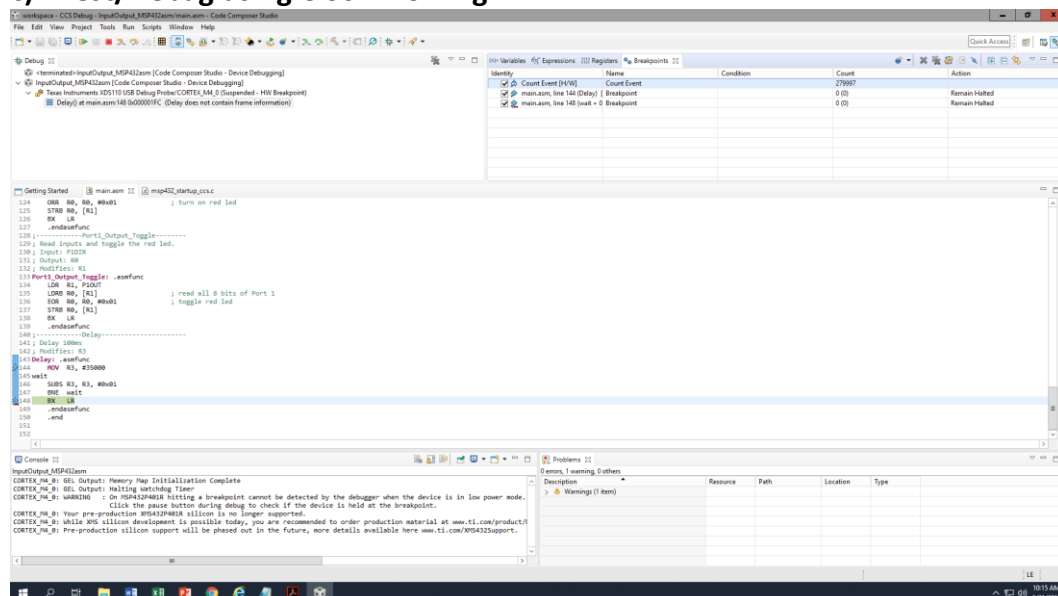 workspace - CCS Debug - InputOutput_MSP432asm/main.asm - Code Composer Studio
File Edit View Project Tools Run Scripts Window Help
Quick Access
Debug
<terminated>InputOutput_MSP432asm [Code Composer Studio - Device Debugging]
InputOutput_MSP432asm [Code Composer Studio - Device Debugging]
Texas Instruments XDS110 USB Debug Probe/CORTEX_M4_0 (Suspended - HW Breakpoint)
Delay() at main.asm:148 0x000001FC (Delay does not contain frame information)
Variables Expressions Registers Breakpoints
Identity Name Condition Count Action
Count Event [H/W] Count Event 279997
main.asm, line 144 (Delay) Breakpoint 0 (0) Remain Halted
main.asm, line 148 (wait + 0 Breakpoint 0 (0) Remain Halted
Getting Started main.asm msp432_startup_ccs.c
124 ORR R0, R0, #0x01 ; turn on red led
125 STRB R0, [R1]
126 BX LR
127 .endasmfunc
128 ;------------Port1_Output_Toggle--------
129 ; Read Inputs and toggle the red led.
130 ; Input: P1DIR
131 ; Output: R0
132 ; Modifies: R1
133 Port1_Output_Toggle: .asmfunc
134 LDR R1, P1OUT
135 LDRB R0, [R1] ; read all 8 bits of Port 1
136 EOR R0, R0, #0x01 ; toggle red led
137 STRB R0, [R1]
138 BX LR
139 .endasmfunc
140 ;------------Delay----------------------
141 ; Delay 100ms
142 ; Modifies: R3
143 Delay: .asmfunc
144 MOV R3, #35000
145 wait
146 SUBS R3, R3, #0x01
147 BNE wait
148 BX LR
149 .endasmfunc
150 .end
151
152
Console
InputOutput_MSP432asm
CORTEX_M4_0: GEL Output: Memory Map Initialization Complete
CORTEX_M4_0: GEL Output: Halting Watchdog Timer
CORTEX_M4_0: WARNING : On MSP432P401R hitting a breakpoint cannot be detected by the debugger when the device is in low power mode.
Click the pause button during debug to check if the device is held at the breakpoint.
CORTEX_M4_0: Your pre-production XMS432P401R silicon is no longer supported.
CORTEX_M4_0: While XMS silicon development is possible today, you are recommended to order production material at www.ti.com/product/
CORTEX_M4_0: Pre-production silicon support will be phased out in the future, more details available here www.ti.com/XMS432Support.
Problems
0 errors, 1 warning, 0 others
Description Resource Path Location Type
Warnings (1 item)
LE
10:15 AM